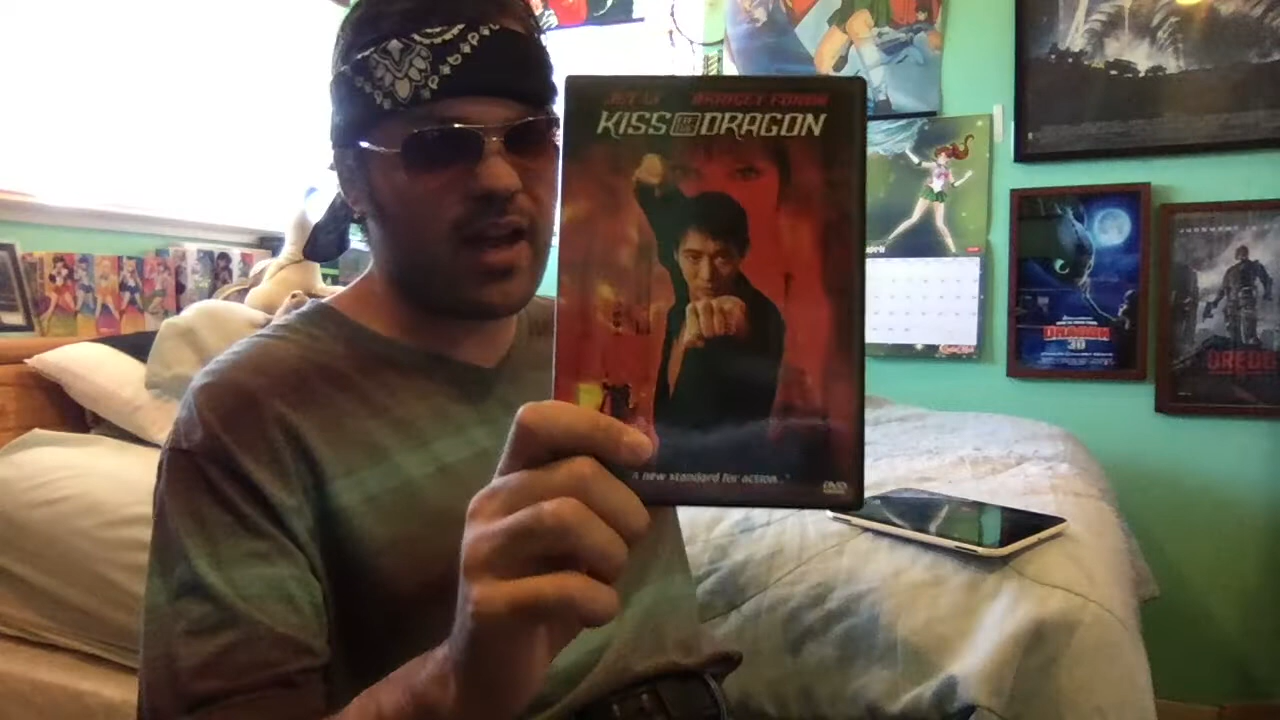 JET LI BRIDGET FONDA
KISS OF THE DRAGON
"A new standard for action..."
DVD
DRAGON
3D
DREDD